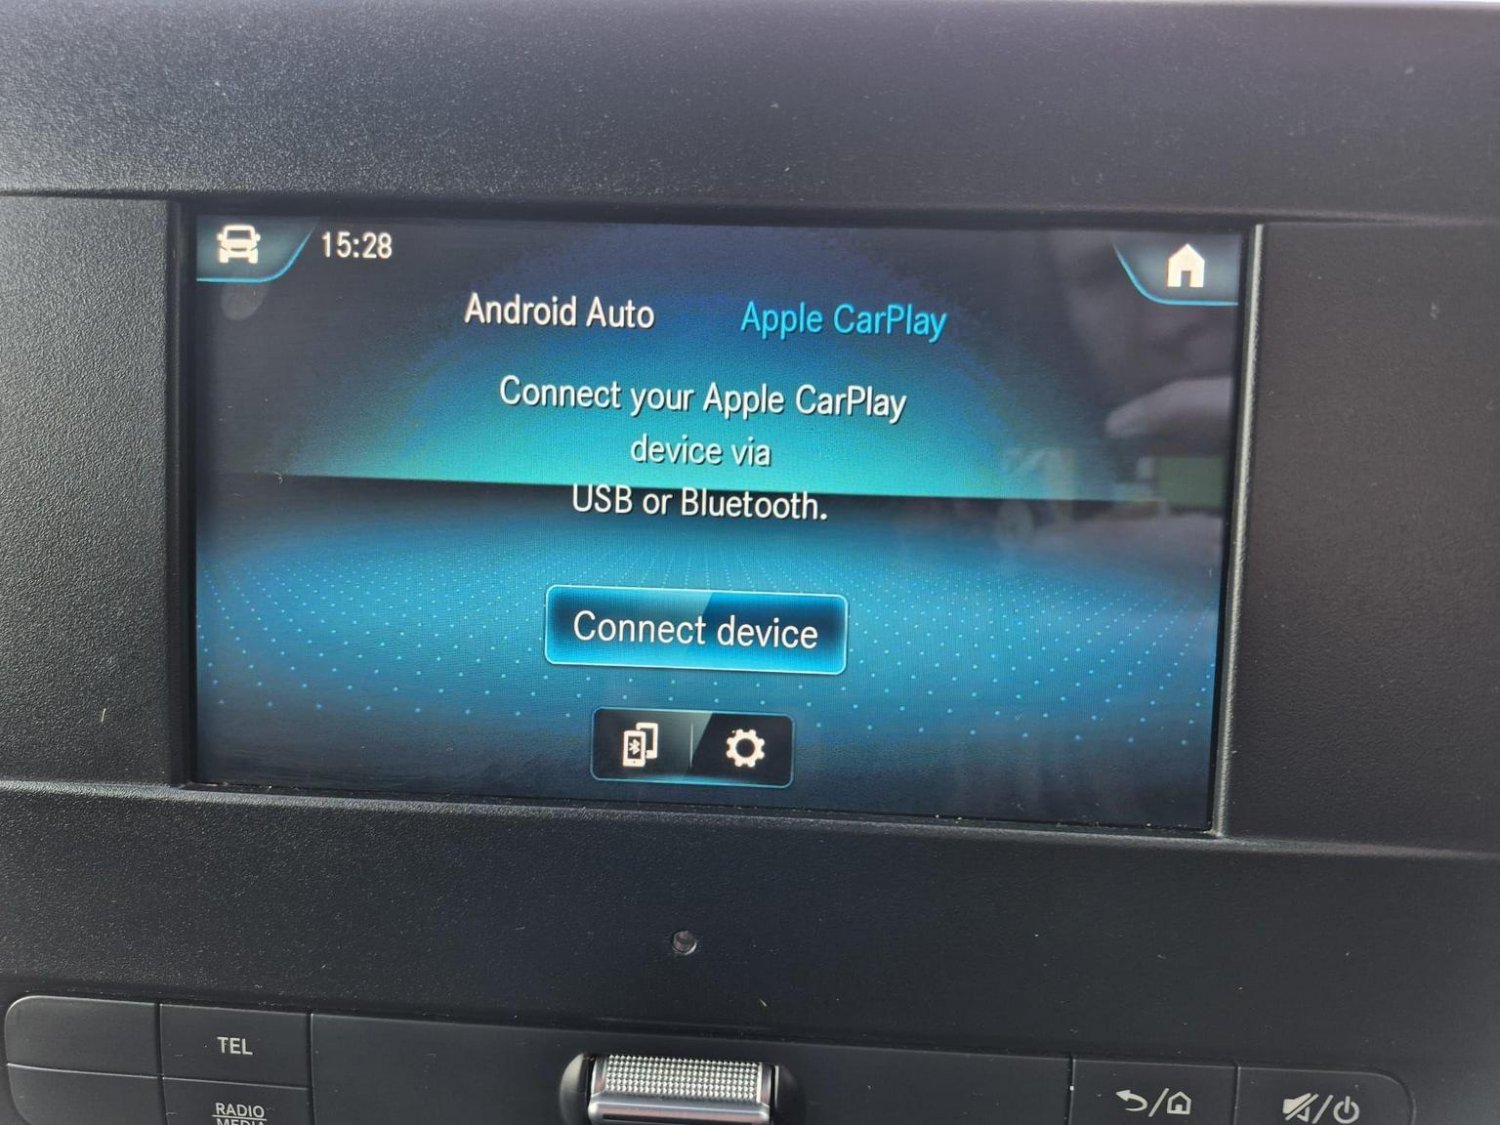 15:28
Android Auto Apple CarPlay
Connect your Apple CarPlay
device via
USB or Bluetooth.
Connect device
TEL
RADIO
MEDIA